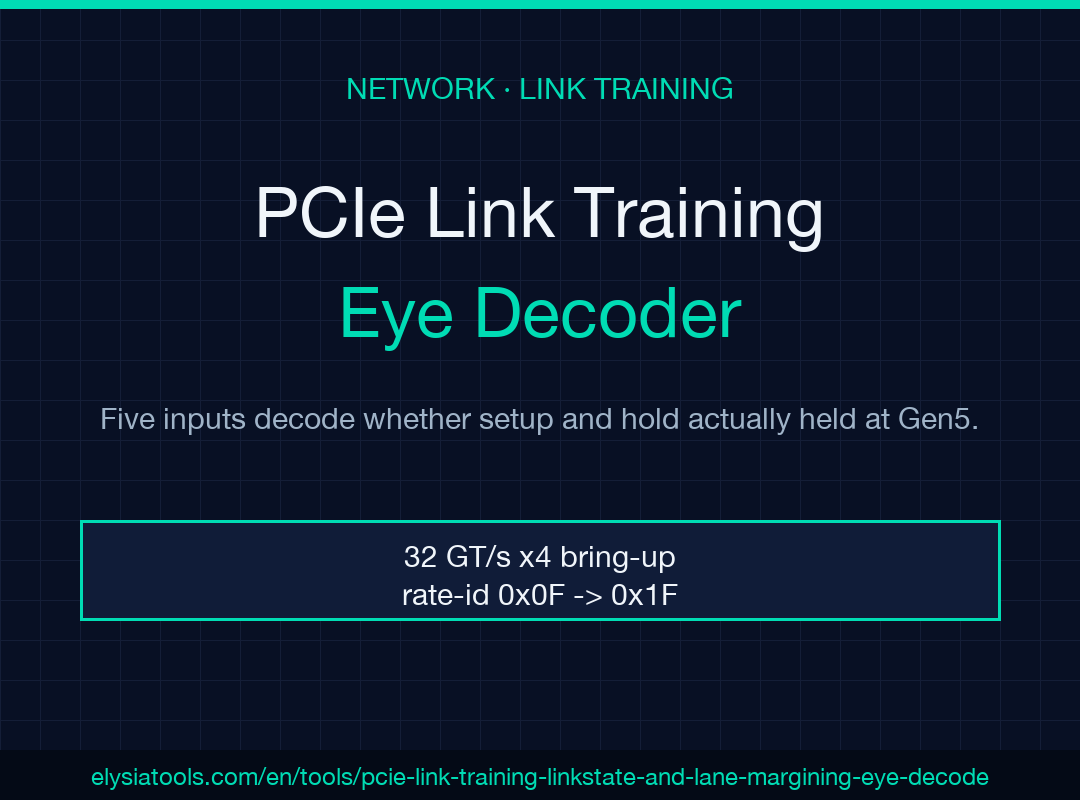 NETWORK · LINK TRAINING
PCIe Link Training
Eye Decoder
Five inputs decode whether setup and hold actually held at Gen5.
32 GT/s x4 bring-up
rate-id 0x0F -> 0x1F
elysiatools.com/en/tools/pcie-link-training-linkstate-and-lane-margining-eye-decode